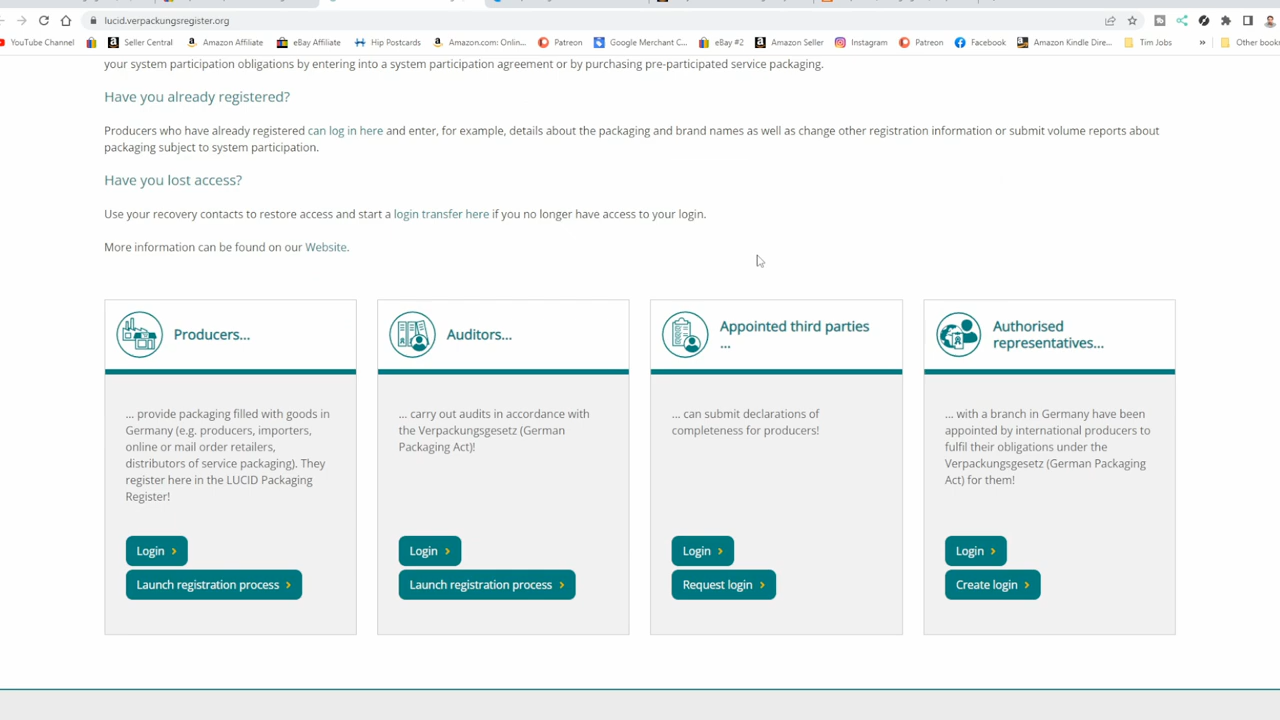 lucid.verpackungsregister.org
YouTube Channel
Seller Central
Amazon Affiliate
eBay Affiliate
Hip Postcards
Amazon.com: Onlin...
Patreon
Google Merchant C...
eBay #2
Amazon Seller
Instagram
Patreon
Facebook
Amazon Kindle Dire...
Tim Jobs
»
Other book
your system participation obligations by entering into a system participation agreement or by purchasing pre-participated service packaging.
Have you already registered?
Producers who have already registered can log in here and enter, for example, details about the packaging and brand names as well as change other registration information or submit volume reports about
packaging subject to system participation.
Have you lost access?
Use your recovery contacts to restore access and start a login transfer here if you no longer have access to your login.
More information can be found on our Website.
Producers...
... provide packaging filled with goods in
Germany (e.g. producers, importers,
online or mail order retailers,
distributors of service packaging). They
register here in the LUCID Packaging
Register!
Login >
Launch registration process >
Auditors...
... carry out audits in accordance with
the Verpackungsgesetz (German
Packaging Act)!
Login >
Launch registration process >
Appointed third parties
...
... can submit declarations of
completeness for producers!
Login >
Request login >
Authorised
representatives...
... with a branch in Germany have been
appointed by international producers to
fulfil their obligations under the
Verpackungsgesetz (German Packaging
Act) for them!
Login >
Create login >